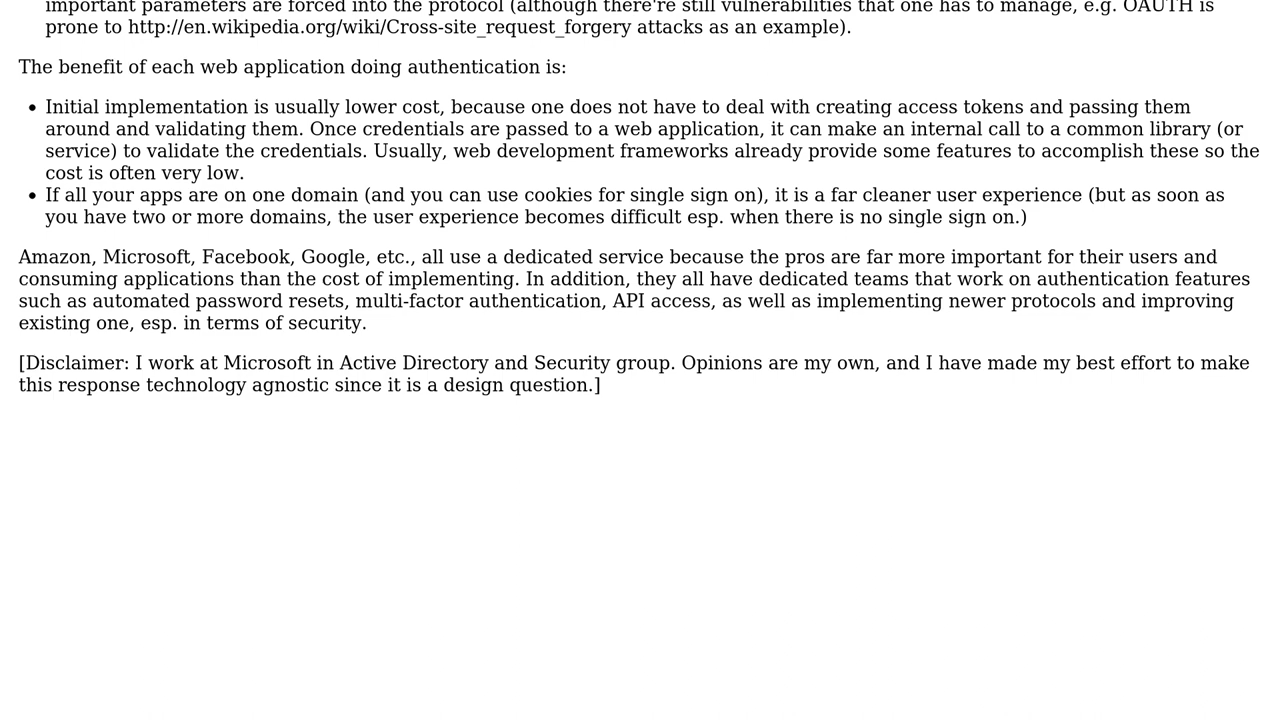 important parameters are forced into the protocol (although there're still vulnerabilities that one has to manage, e.g. OAUTH is
prone to http://en.wikipedia.org/wiki/Cross-site_request_forgery attacks as an example).
The benefit of each web application doing authentication is:
• Initial implementation is usually lower cost, because one does not have to deal with creating access tokens and passing them
around and validating them. Once credentials are passed to a web application, it can make an internal call to a common library (or
service) to validate the credentials. Usually, web development frameworks already provide some features to accomplish these so the
cost is often very low.
• If all your apps are on one domain (and you can use cookies for single sign on), it is a far cleaner user experience (but as soon as
you have two or more domains, the user experience becomes difficult esp. when there is no single sign on.)
Amazon, Microsoft, Facebook, Google, etc., all use a dedicated service because the pros are far more important for their users and
consuming applications than the cost of implementing. In addition, they all have dedicated teams that work on authentication features
such as automated password resets, multi-factor authentication, API access, as well as implementing newer protocols and improving
existing one, esp. in terms of security.
[Disclaimer: I work at Microsoft in Active Directory and Security group. Opinions are my own, and I have made my best effort to make
this response technology agnostic since it is a design question.]